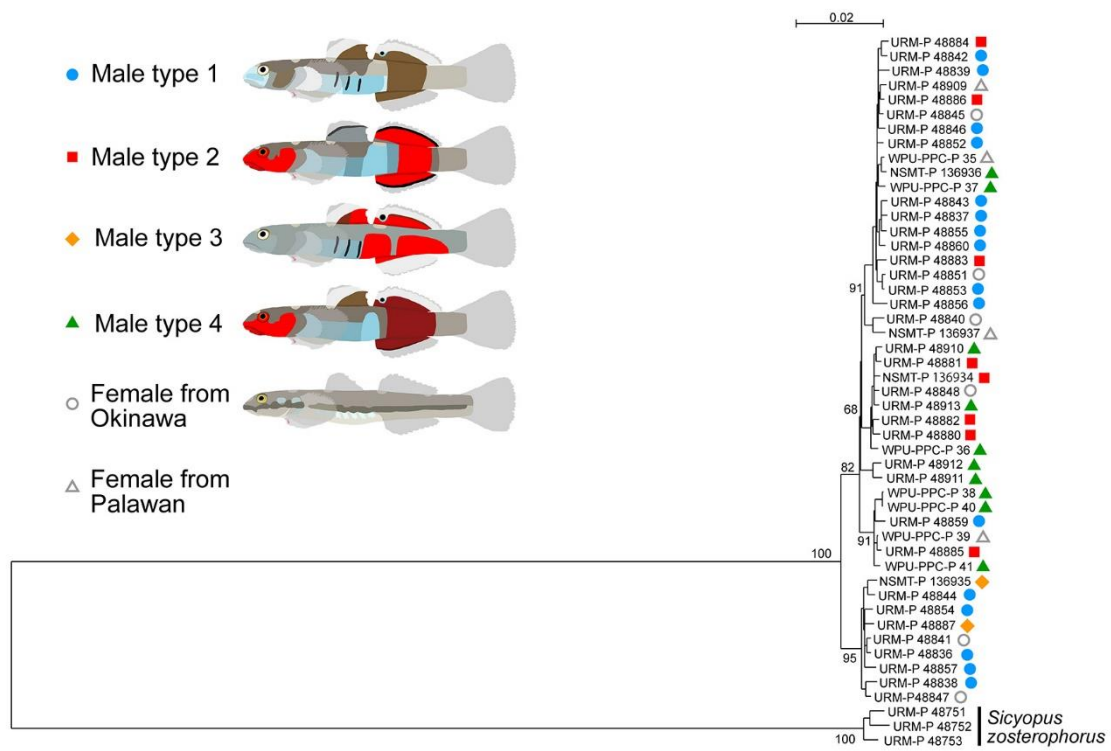 0.02
Male type 1
Male type 2
Male type 3
Male type 4
Female from
Okinawa
Female from
Palawan
URM-P 48884
URM-P 48842
URM-P 48839
URM-P 48909
URM-P 48886
URM-P 48845
URM-P 48846
URM-P 48852
WPU-PPC-P 35
NSMT-P 136936
WPU-PPC-P 37
URM-P 48843
URM-P 48837
URM-P 48855
URM-P 48860
URM-P 48883
URM-P 48851
91
URM-P 48853
URM-P 48856
URM-P 48840
NSMT-P 136937
URM-P 48910
URM-P 48881
NSMT-P 136934
URM-P 48848
68
URM-P 48913
URM-P 48882
URM-P 48880
WPU-PPC-P 36
82
URM-P 48912
URM-P 48911
WPU-PPC-P 38
WPU-PPC-P 40
URM-P 48859
WPU-PPC-P 39
91
100
URM-P 48885
WPU-PPC-P 41
NSMT-P 136935
URM-P 48844
URM-P 48854
URM-P 48887
URM-P 48841
95
URM-P 48836
URM-P 48857
URM-P 48838
URM-P48847
URM-P 48751
URM-P 48752
100
URM-P 48753
Sicyopus
zosterophorus